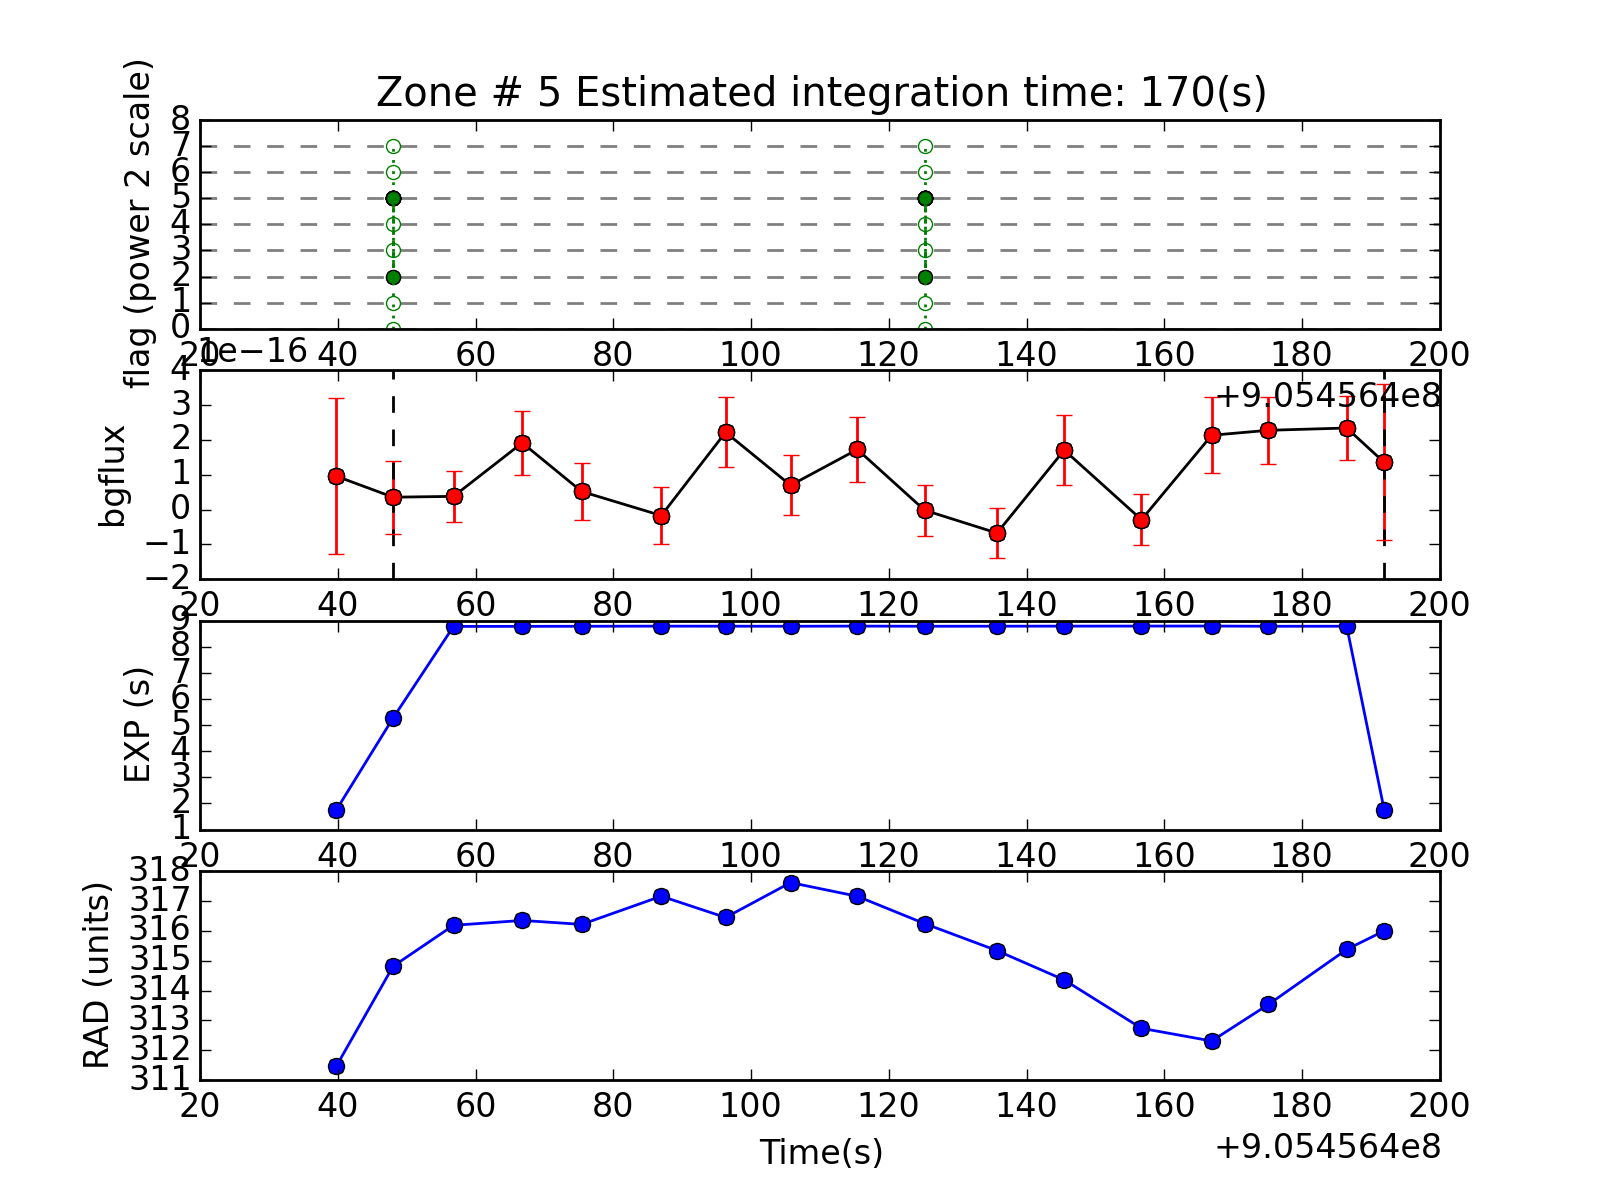 Zone # 5 Estimated integration time: 170(s)
flag (power 2 scale)
8
7
6
5
4
3
2
1
0
20 40 60 80 100 120 140 160 180 200
1e−16
+9.054564e8
bgflux
4
3
2
1
0
−1
−2
20 40 60 80 100 120 140 160 180 200
EXP (s)
9
8
7
6
5
4
3
2
1
20 40 60 80 100 120 140 160 180 200
RAD (units)
318
317
316
315
314
313
312
311
20 40 60 80 100 120 140 160 180 200
Time(s)
+9.054564e8